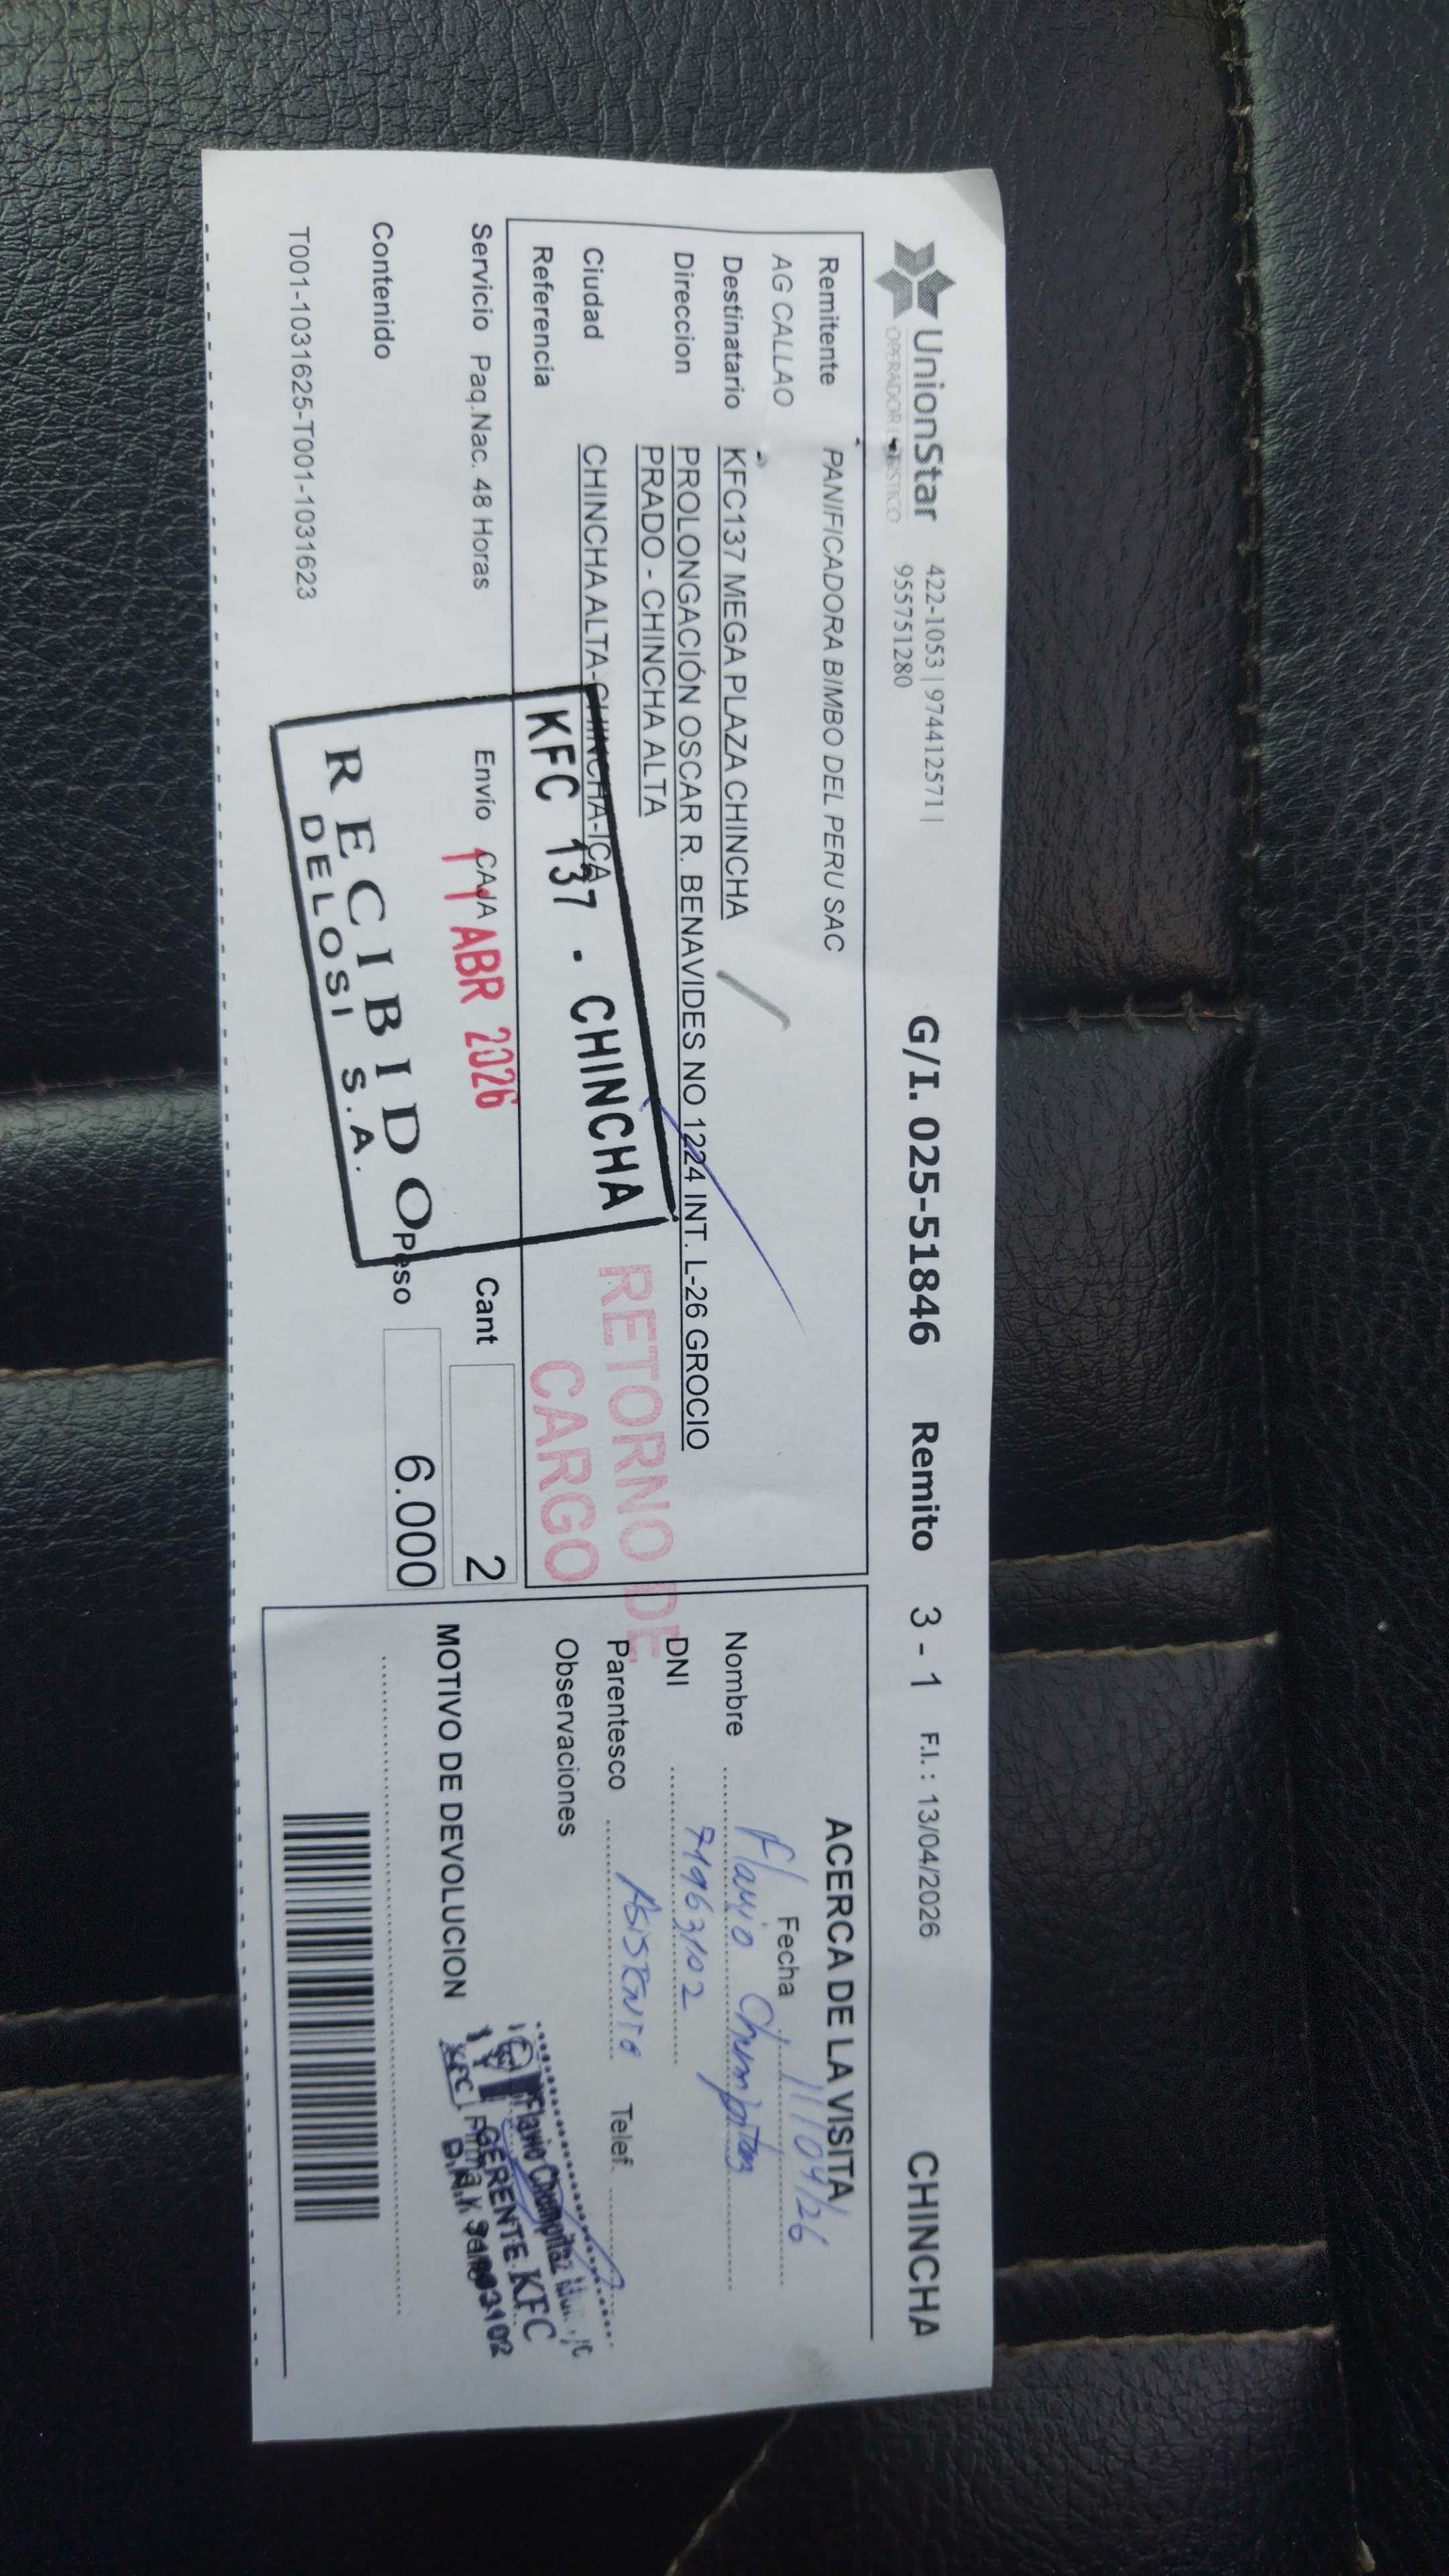 UnionStar
OPERADOR LOGISTICO
422-1053 | 974412571 |
955751280
G/I. 025-51846 Remito 3 - 1 F.I. : 13/04/2026 CHINCHA
Remitente PANIFICADORA BIMBO DEL PERU SAC
AG CALLAO
Destinatario KFC137 MEGA PLAZA CHINCHA
Direccion PROLONGACIÓN OSCAR R. BENAVIDES NO 1224 INT. L-26 GROCIO
PRADO - CHINCHA ALTA
Ciudad CHINCHA ALTA-CHINCHA-ICA
Referencia
Servicio Paq.Nac. 48 Horas Envío CAJA Cant 2
Contenido Peso 6.000
T001-1031625-T001-1031623
KFC 137 - CHINCHA
11 ABR 2026
RECIBIDO
DELOSI S.A.
RETORNO DE
CARGO
ACERCA DE LA VISITA
Fecha 11/04/26
Nombre Flavio Chumpitaz
DNI 71963102
Parentesco Asistente Telef.
Observaciones
MOTIVO DE DEVOLUCION
Flavio Chumpitaz
GERENTE KFC
KFC